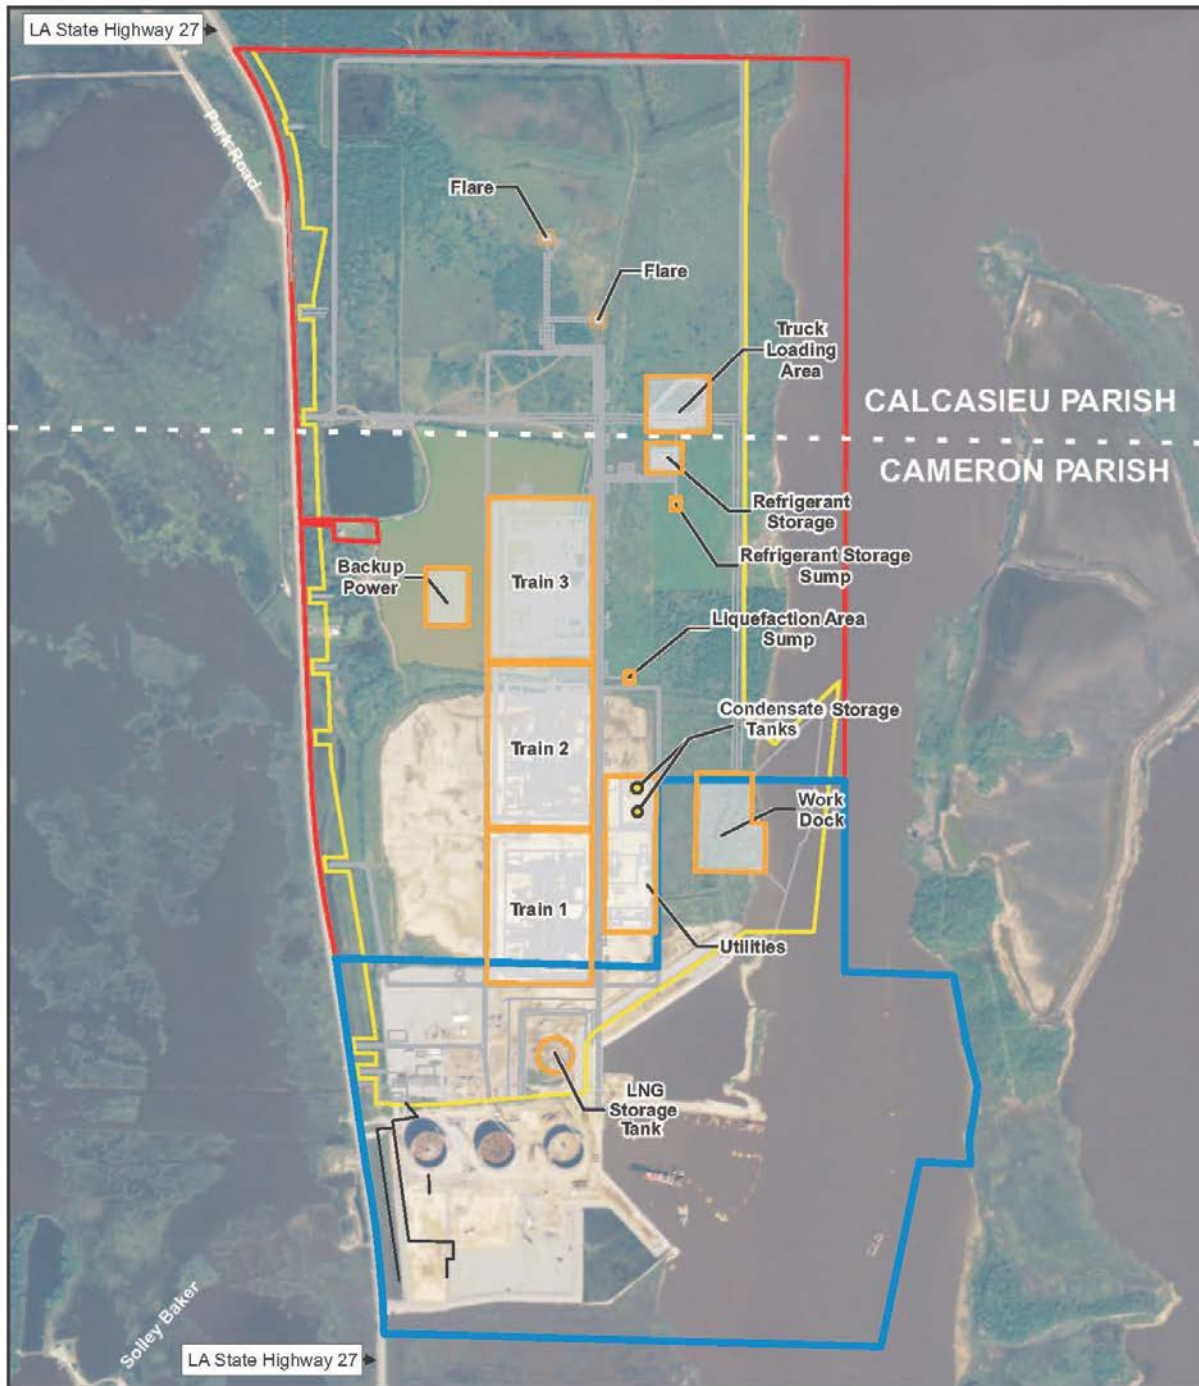 LA State Highway 27
Park Road
Flare
Flare
Truck
Loading
Area
CALCASIEU PARISH
CAMERON PARISH
Refrigerant
Storage
Refrigerant Storage
Sump
Backup
Power
Train 3
Liquefaction Area
Sump
Condensate Storage
Tanks
Train 2
Work
Dock
Train 1
Utilities
LNG
Storage
Tank
Solley Baker
LA State Highway 27